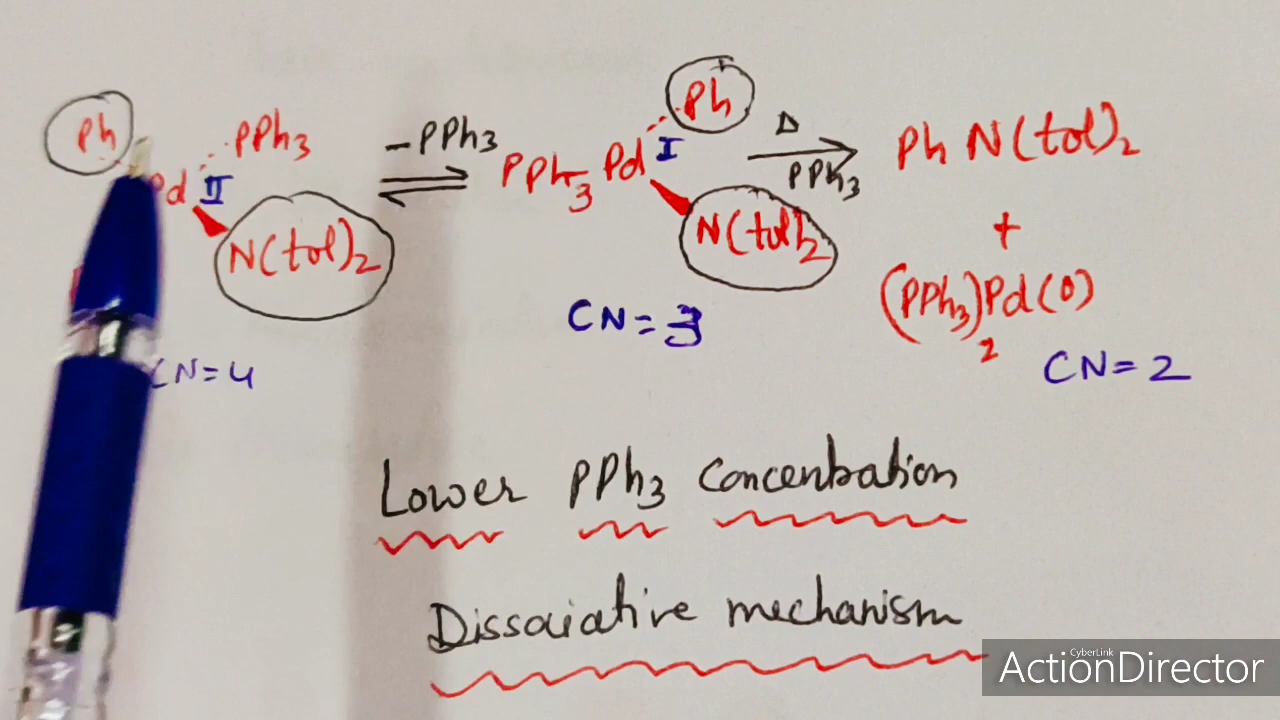 Ph PPh3 -PPh3 Ph Δ Ph N(tol)2
Pd II PPh3 Pd I PPh3
N(tol)2 N(tol)2 +
(PPh3)2Pd(0)
CN=4 CN=3 CN=2
Lower PPh3 Concentration
Dissociative mechanism
CyberLink
ActionDirector